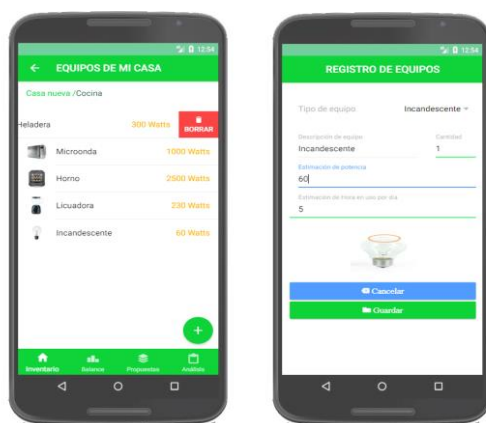 12:54
EQUIPOS DE MI CASA
Casa nueva /Cocina
Heladera 300 Watts BORRAR
Microonda 1000 Watts
Horno 2500 Watts
Licuadora 230 Watts
Incandescente 60 Watts
+
Inventario Balance Propuestas Análisis
12:54
REGISTRO DE EQUIPOS
Tipo de equipo Incandescente
Descripción de equipo Cantidad
Incandescente 1
Estimación de potencia
60
Estimación de horas en uso por día
5
Cancelar
Guardar